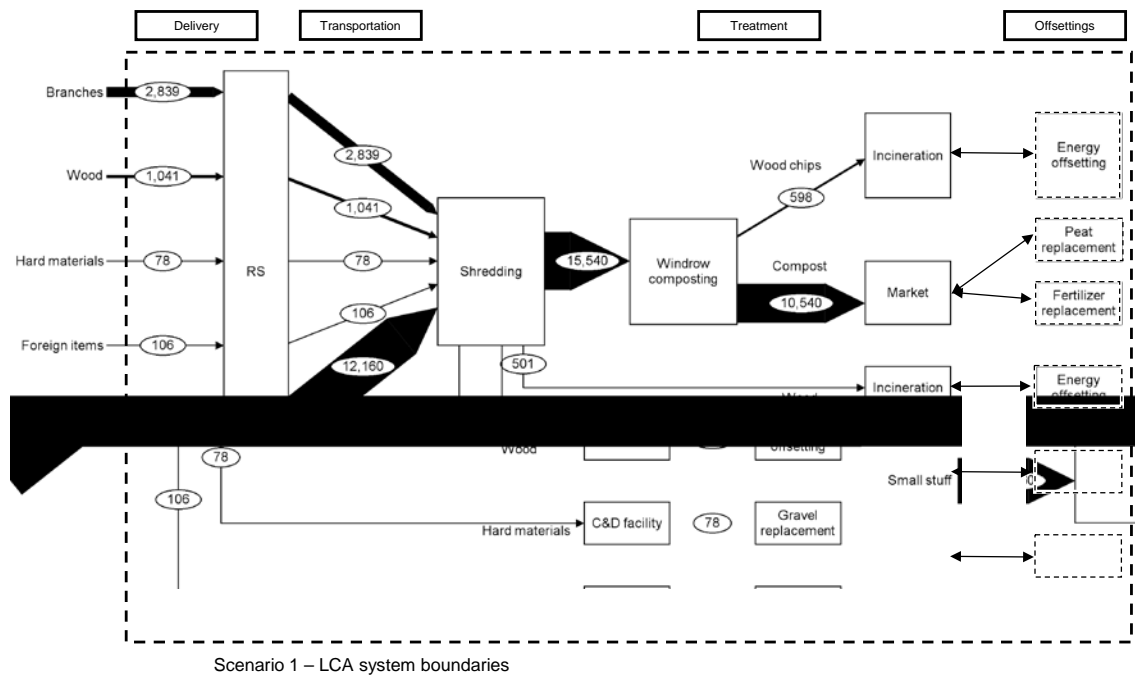 Delivery
Transportation
Treatment
Offsettings
Branches
2,839
2,839
Wood
1,041
1,041
Hard materials
78
78
RS
Foreign items
106
106
12,160
Shredding
15,540
Windrow
composting
Wood chips
598
Incineration
Energy
offsetting
Compost
10,540
Market
Peat
replacement
Fertilizer
replacement
501
Incineration
Energy
offsetting
Wood
78
106
Small stuff
Hard materials
C&D facility
78
Gravel
replacement
Scenario 1 – LCA system boundaries